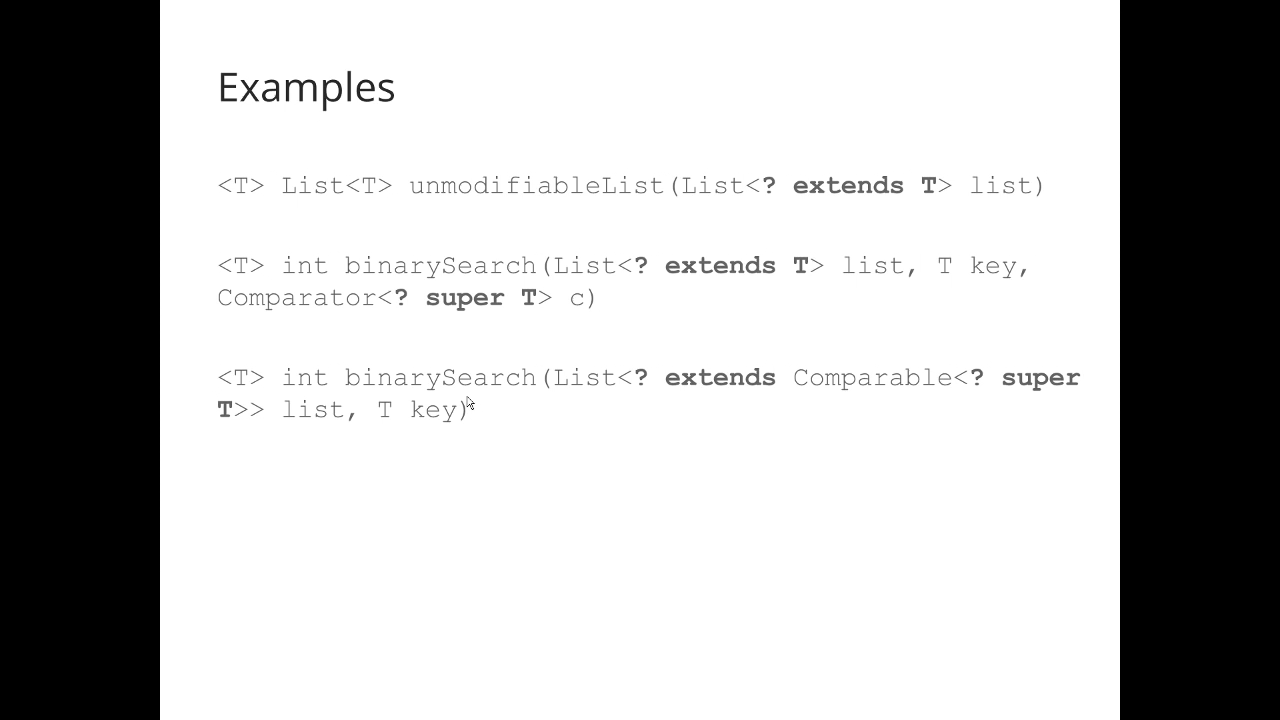 Examples
<T> List<T> unmodifiableList(List<? extends T> list)
<T> int binarySearch(List<? extends T> list, T key,
Comparator<? super T> c)
<T> int binarySearch(List<? extends Comparable<? super
T>> list, T key)